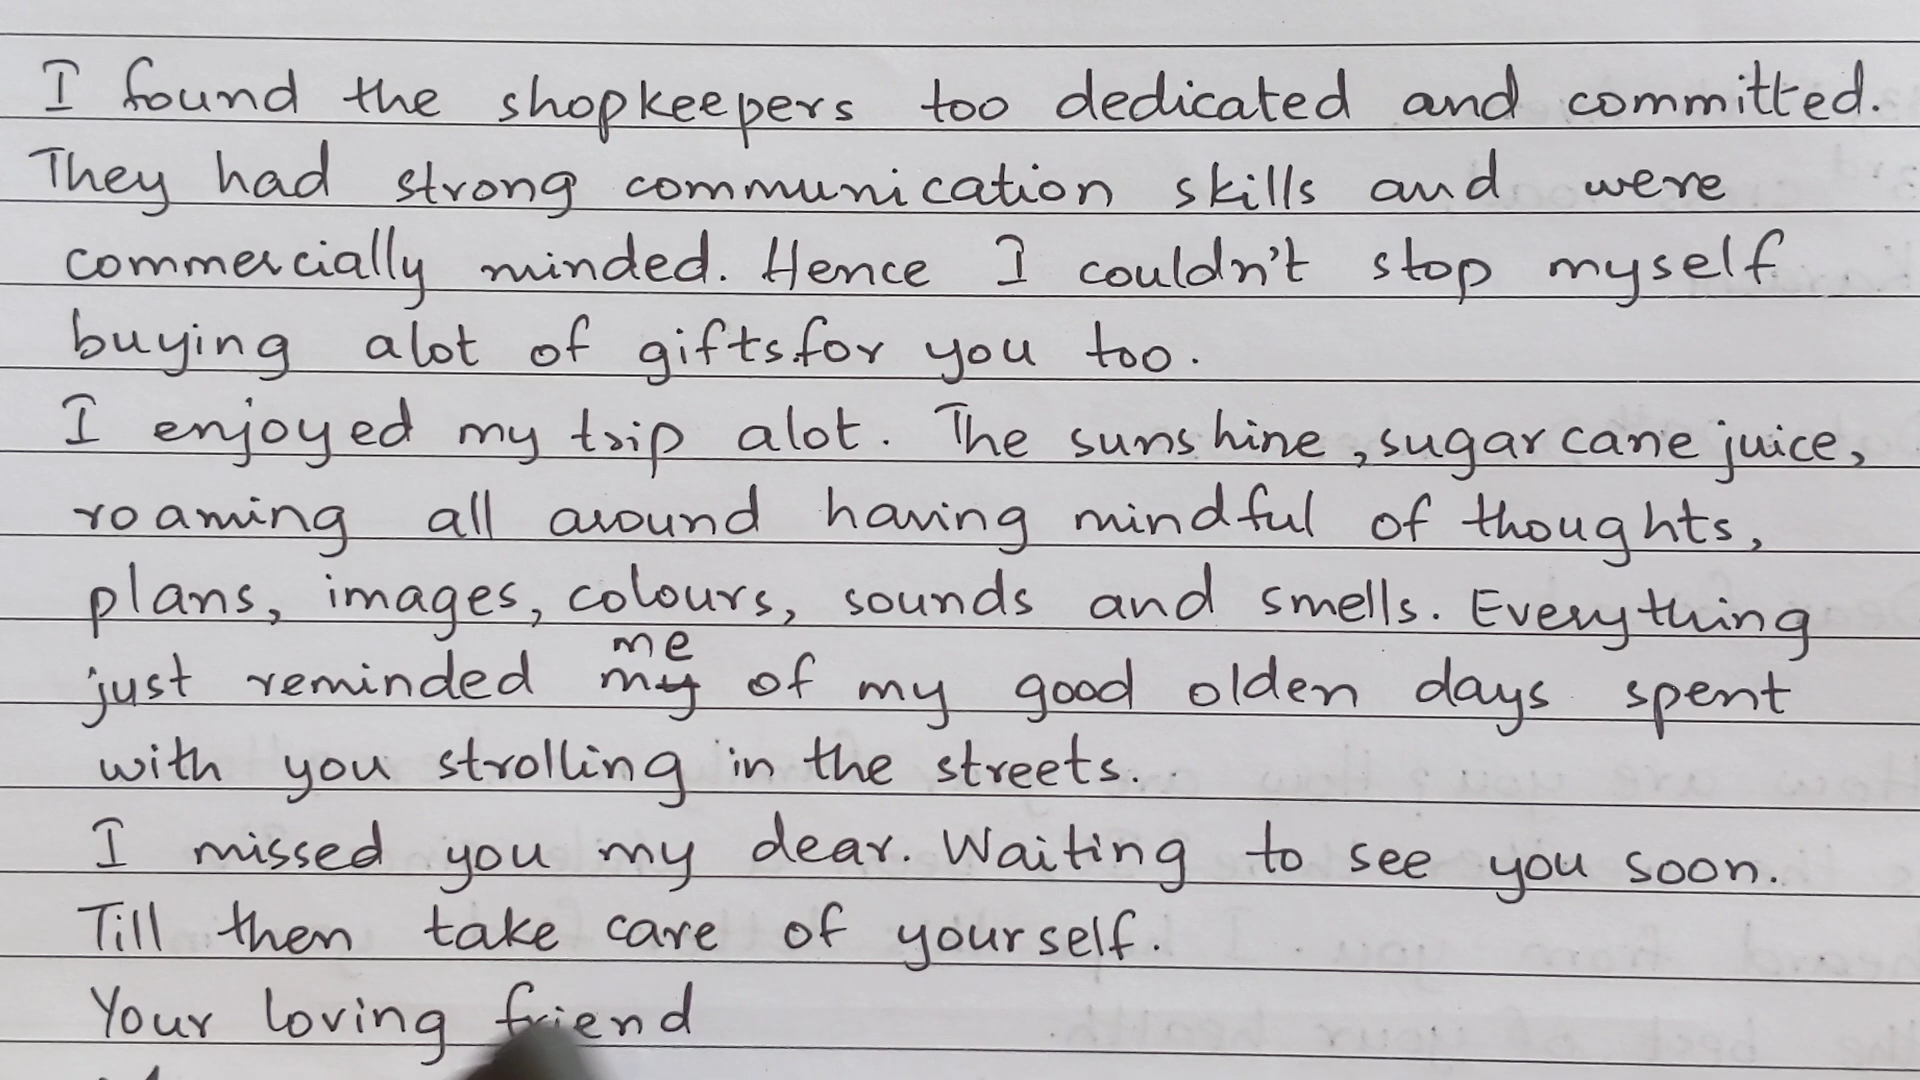 I found the shopkeepers too dedicated and committed.
They had strong communication skills and were
commercially minded. Hence I couldn't stop myself
buying alot of gifts for you too.
I enjoyed my trip alot. The sunshine, sugarcane juice,
roaming all around having mindful of thoughts,
plans, images, colours, sounds and smells. Everything
me
just reminded my of my good olden days spent
with you strolling in the streets.
I missed you my dear. Waiting to see you soon.
Till then take care of yourself.
Your loving friend